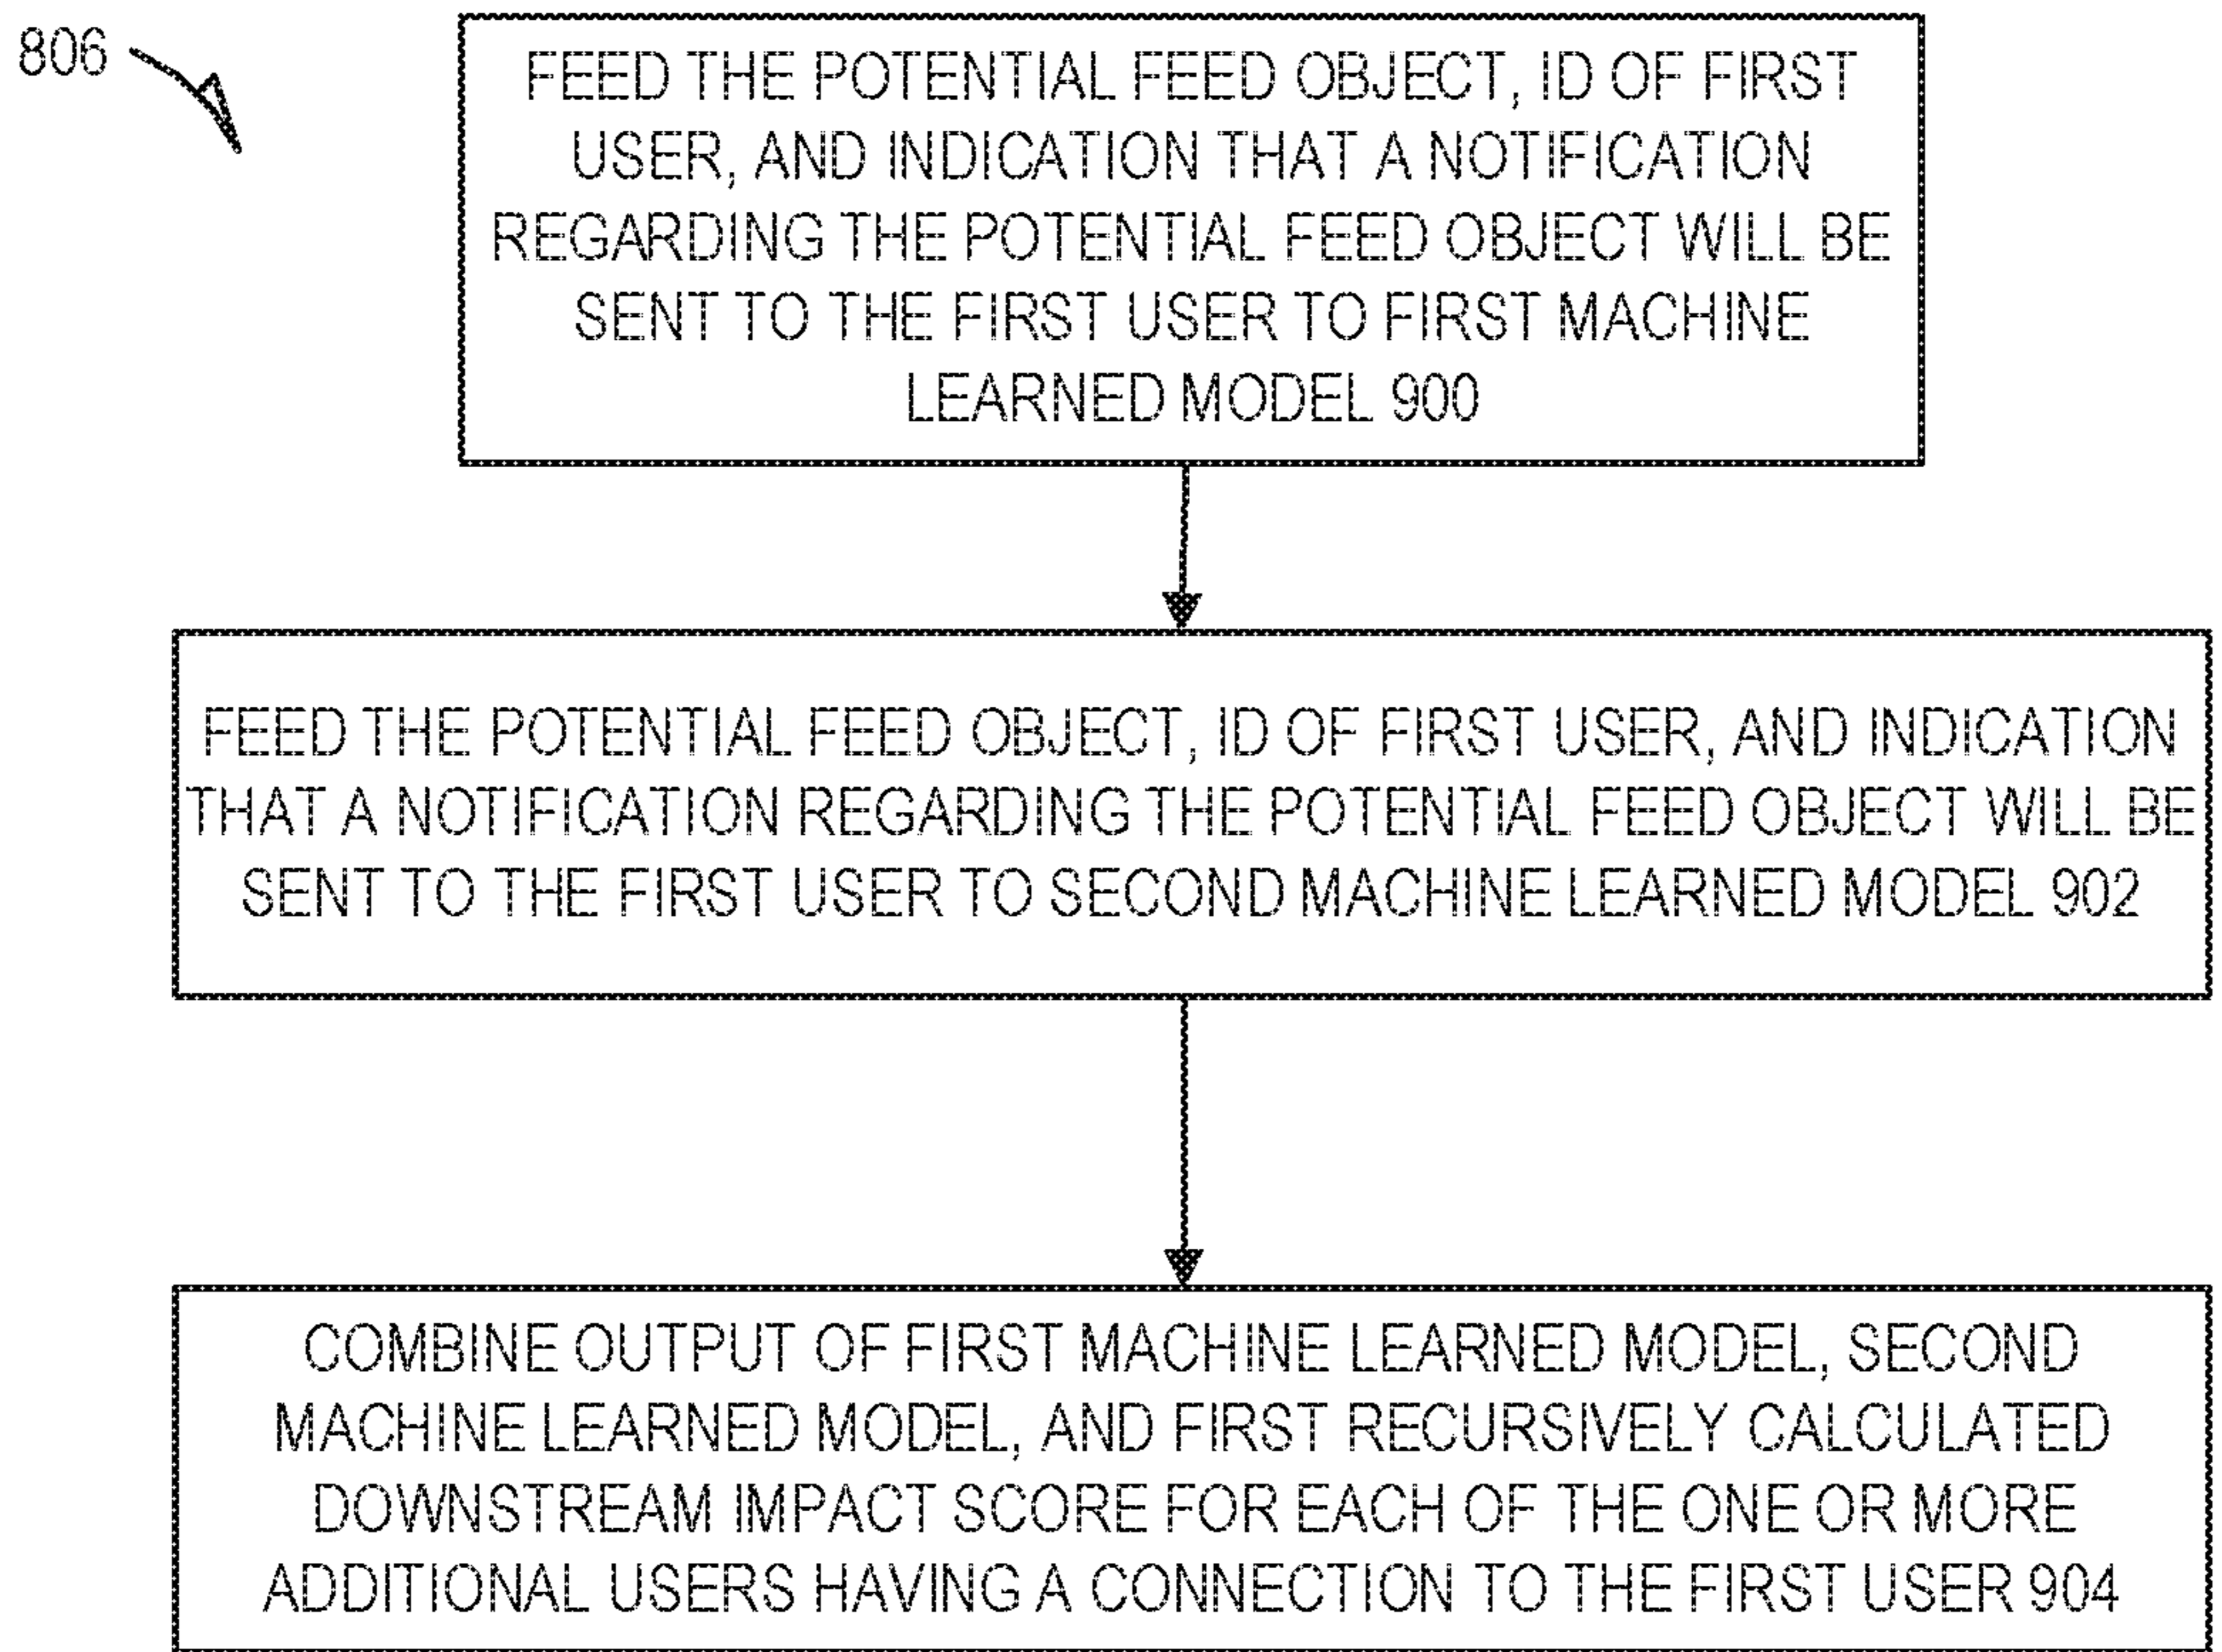 806
FEED THE POTENTIAL FEED OBJECT, ID OF FIRST
USER, AND INDICATION THAT A NOTIFICATION
REGARDING THE POTENTIAL FEED OBJECT WILL BE
SENT TO THE FIRST USER TO FIRST MACHINE
LEARNED MODEL 900
FEED THE POTENTIAL FEED OBJECT, ID OF FIRST USER, AND INDICATION
THAT A NOTIFICATION REGARDING THE POTENTIAL FEED OBJECT WILL BE
SENT TO THE FIRST USER TO SECOND MACHINE LEARNED MODEL 902
COMBINE OUTPUT OF FIRST MACHINE LEARNED MODEL, SECOND
MACHINE LEARNED MODEL, AND FIRST RECURSIVELY CALCULATED
DOWNSTREAM IMPACT SCORE FOR EACH OF THE ONE OR MORE
ADDITIONAL USERS HAVING A CONNECTION TO THE FIRST USER 904